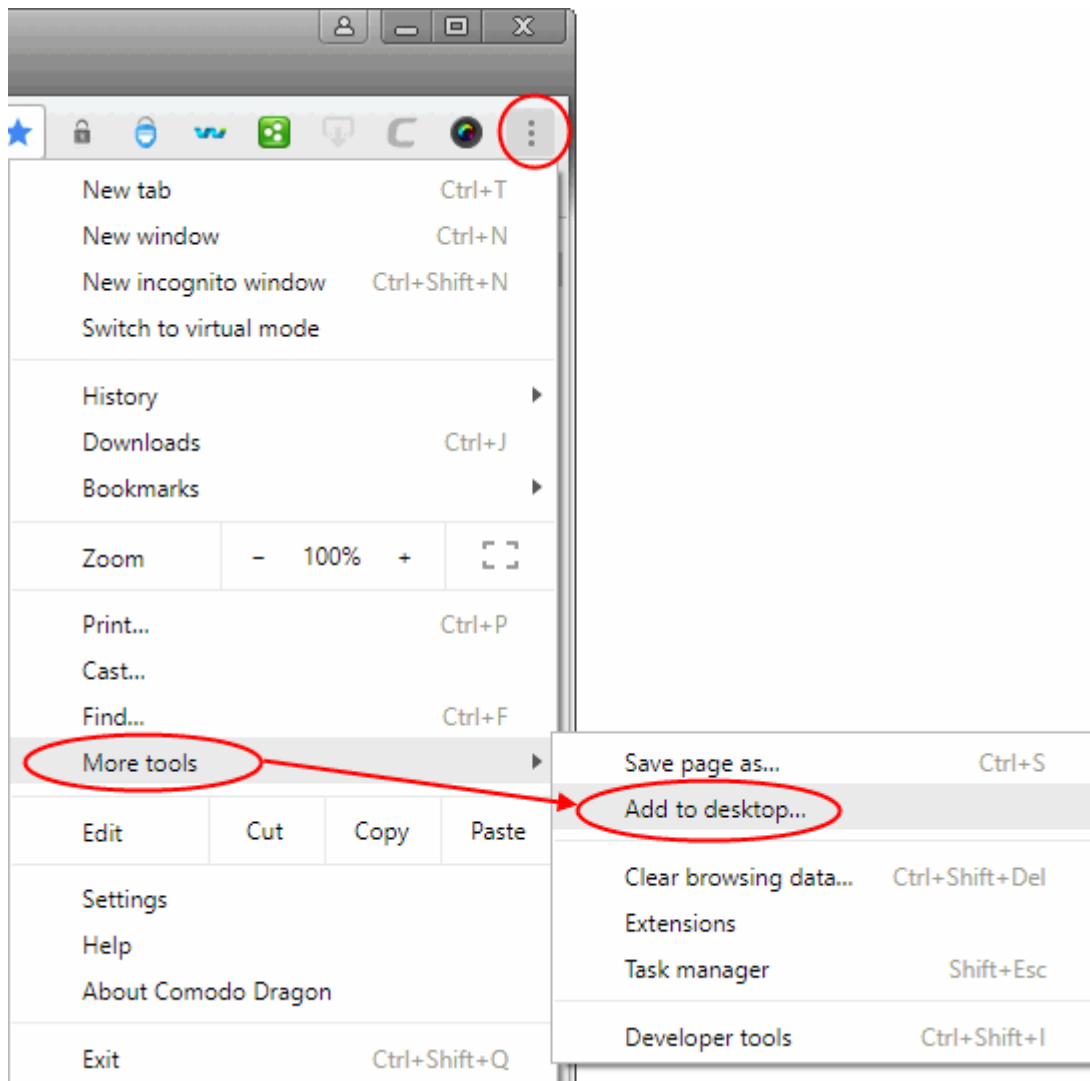 New tab Ctrl+T
New window Ctrl+N
New incognito window Ctrl+Shift+N
Switch to virtual mode
History
Downloads Ctrl+J
Bookmarks
Zoom - 100% +
Print... Ctrl+P
Cast...
Find... Ctrl+F
More tools
Save page as... Ctrl+S
Add to desktop...
Edit Cut Copy Paste
Clear browsing data... Ctrl+Shift+Del
Settings
Extensions
Help
Task manager Shift+Esc
About Comodo Dragon
Developer tools Ctrl+Shift+I
Exit Ctrl+Shift+Q